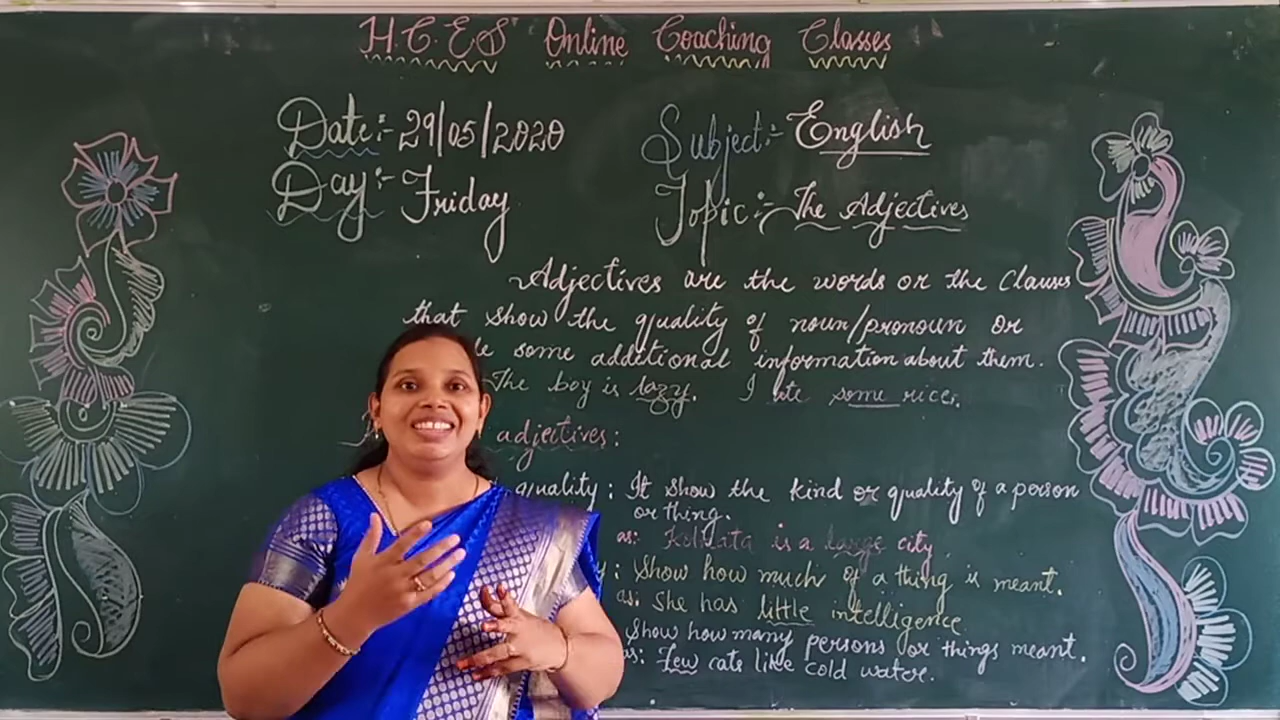 H.C.E.S Online Coaching Classes
Date:- 29/05/2020
Subject:- English
Day:- Friday
Topic:- The Adjectives
Adjectives are the words or the Clauses
that show the quality of noun/pronoun or
some additional information about them.
The boy is lazy. I ate some rice.
adjectives:
quality: It show the kind or quality of a person
or thing.
as: Kolkata is a large city.
: Show how much of a thing is meant.
as: She has little intelligence
Show how many persons or things meant.
as: Few cats like cold water.